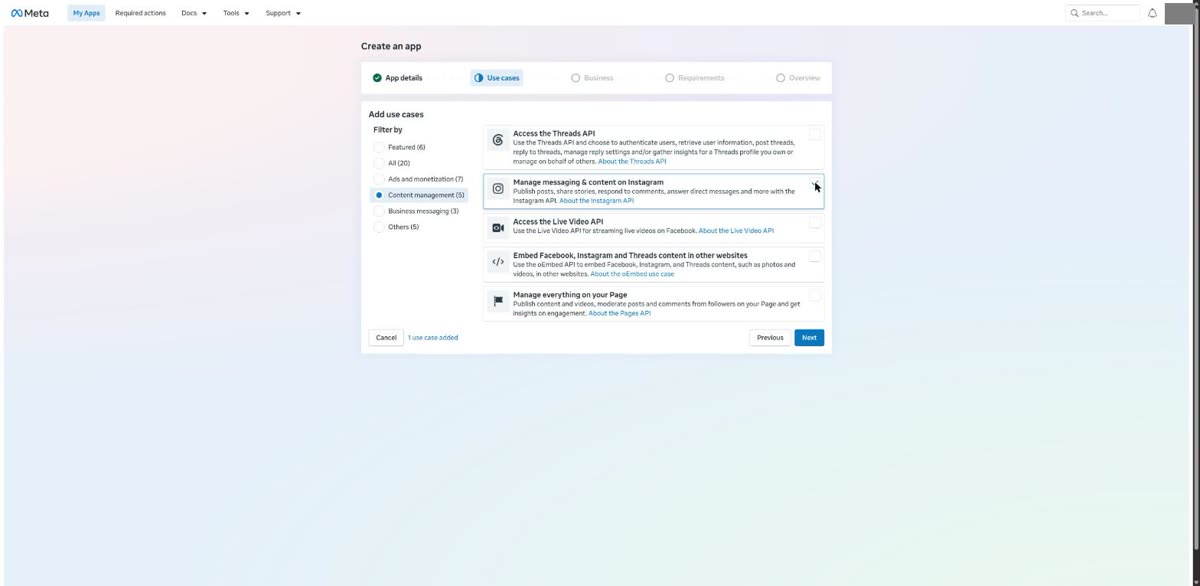 Meta
My Apps
Required actions
Docs
Tools
Support
Search...
Create an app
App details
Use cases
Business
Requirements
Overview
Add use cases
Filter by
Featured (6)
All (20)
Ads and monetization (7)
Content management (5)
Business messaging (3)
Others (5)
Access the Threads API
Use the Threads API and choose to authenticate users, retrieve user information, post threads,
reply to threads, manage reply settings and/or gather insights for a Threads profile you own or
manage on behalf of others. About the Threads API
Manage messaging & content on Instagram
Publish posts, share stories, respond to comments, answer direct messages and more with the
Instagram API. About the Instagram API
Access the Live Video API
Use the Live Video API for streaming live videos on Facebook. About the Live Video API
Embed Facebook, Instagram and Threads content in other websites
Use the oEmbed API to embed Facebook, Instagram, and Threads content, such as photos and
videos, in other websites. About the oEmbed use case
Manage everything on your Page
Publish content and videos, moderate posts and comments from followers on your Page and get
insights on engagement. About the Pages API
Cancel
1 use case added
Previous
Next